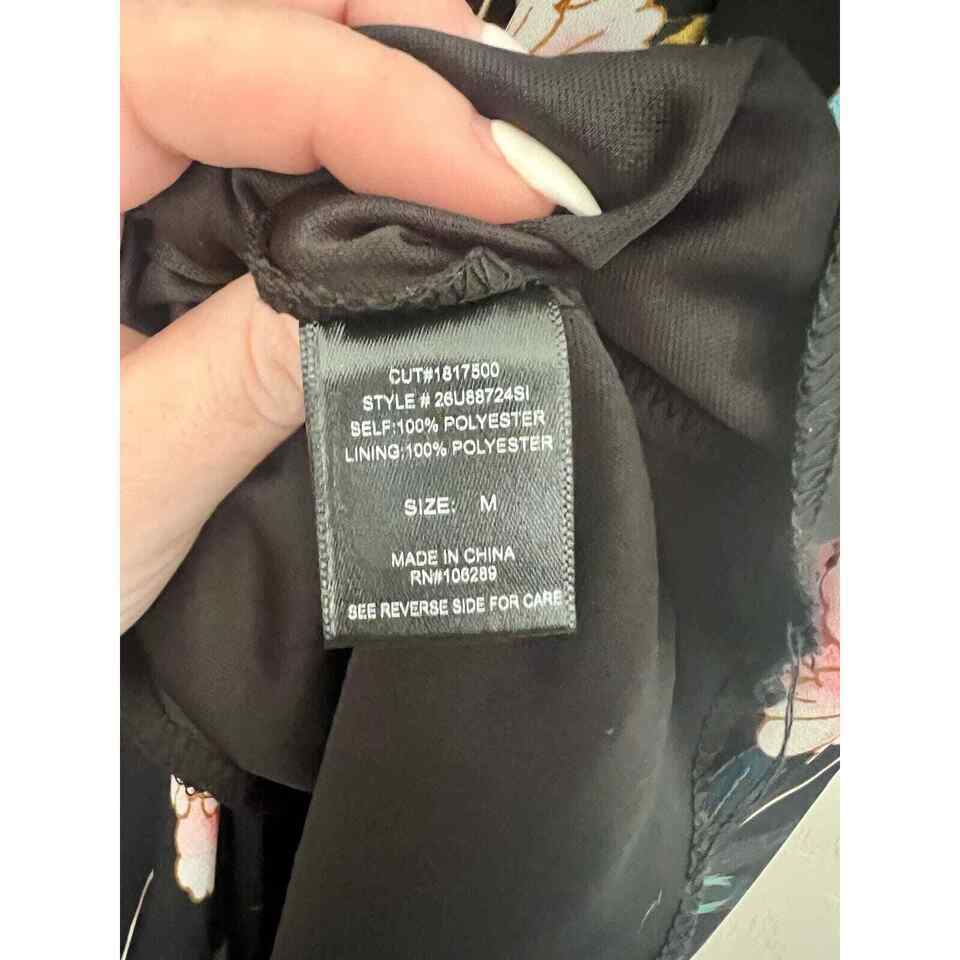 CUT#1817500
STYLE # 26U88724SI
SELF:100% POLYESTER
LINING:100% POLYESTER
SIZE: M
MADE IN CHINA
RN#106289
SEE REVERSE SIDE FOR CARE